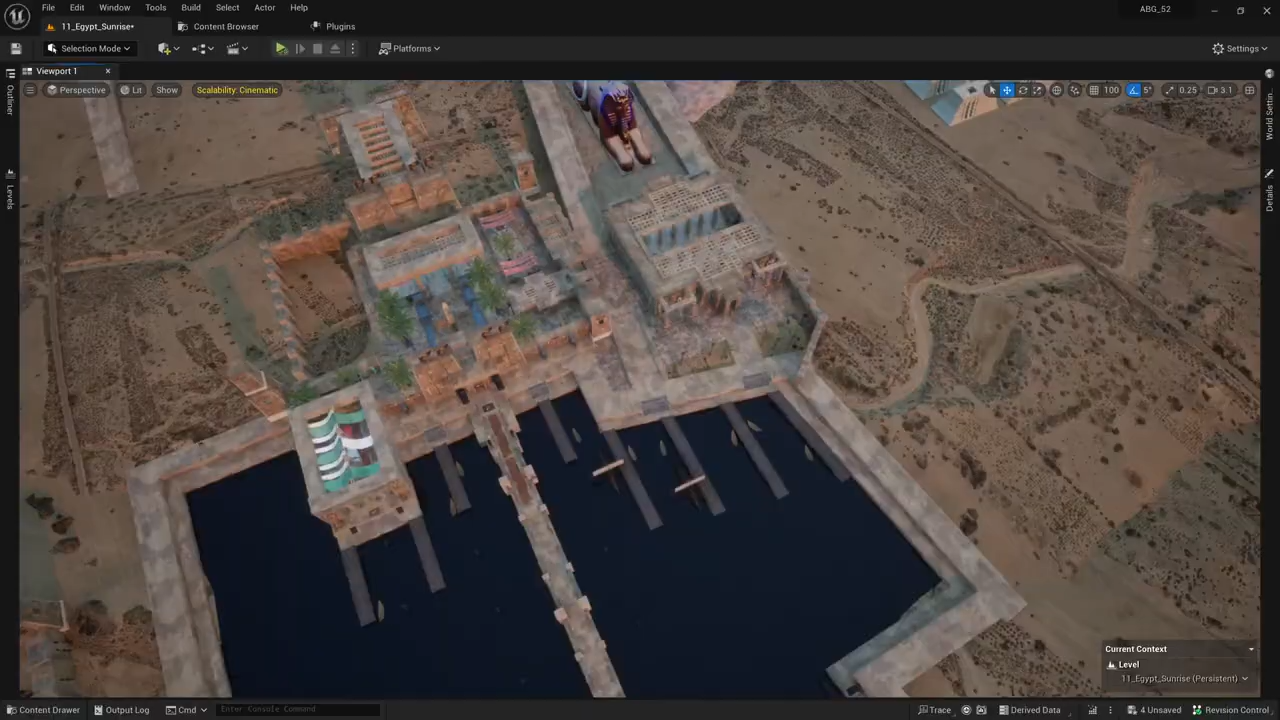 File Edit Window Tools Build Select Actor Help
ABG_52
11_Egypt_Sunrise*
Content Browser
Plugins
Selection Mode
Platforms
Settings
Viewport 1
Perspective
Lit
Show
Scalability: Cinematic
100
5°
0.25
3.1
Outliner
Levels
World Settin..
Details
Current Context
Level
11_Egypt_Sunrise (Persistent)
Content Drawer
Output Log
Cmd
Enter Console Command
Trace
Derived Data
4 Unsaved
Revision Control